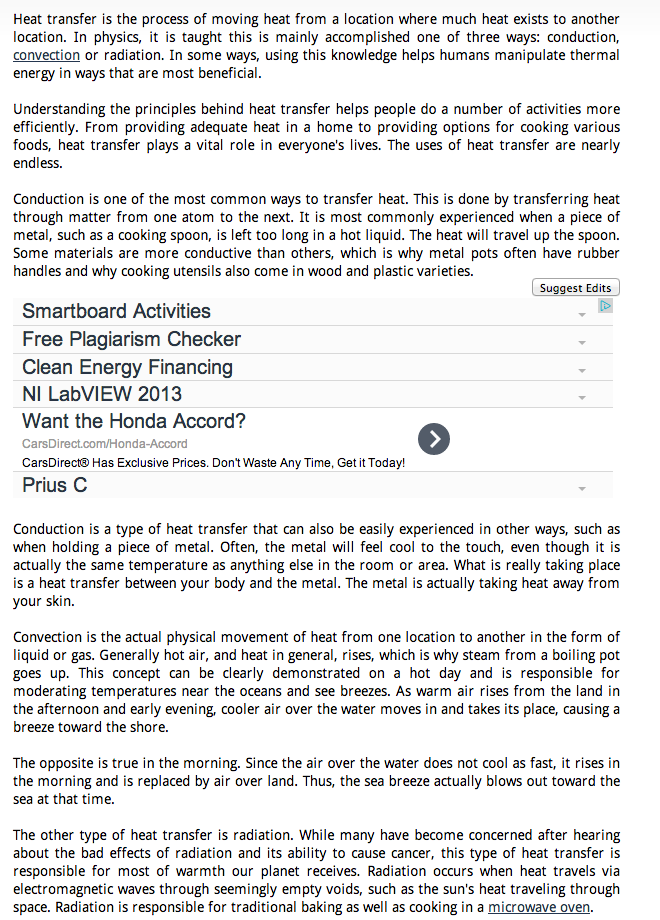 Heat transfer is the process of moving heat from a location where much heat exists to another
location. In physics, it is taught this is mainly accomplished one of three ways: conduction,
convection or radiation. In some ways, using this knowledge helps humans manipulate thermal
energy in ways that are most beneficial.
Understanding the principles behind heat transfer helps people do a number of activities more
efficiently. From providing adequate heat in a home to providing options for cooking various
foods, heat transfer plays a vital role in everyone's lives. The uses of heat transfer are nearly
endless.
Conduction is one of the most common ways to transfer heat. This is done by transferring heat
through matter from one atom to the next. It is most commonly experienced when a piece of
metal, such as a cooking spoon, is left too long in a hot liquid. The heat will travel up the spoon.
Some materials are more conductive than others, which is why metal pots often have rubber
handles and why cooking utensils also come in wood and plastic varieties.
Suggest Edits
Smartboard Activities
Free Plagiarism Checker
Clean Energy Financing
NI LabVIEW 2013
Want the Honda Accord?
CarsDirect.com/Honda-Accord
CarsDirect® Has Exclusive Prices. Don't Waste Any Time, Get it Today!
Prius C
Conduction is a type of heat transfer that can also be easily experienced in other ways, such as
when holding a piece of metal. Often, the metal will feel cool to the touch, even though it is
actually the same temperature as anything else in the room or area. What is really taking place
is a heat transfer between your body and the metal. The metal is actually taking heat away from
your skin.
Convection is the actual physical movement of heat from one location to another in the form of
liquid or gas. Generally hot air, and heat in general, rises, which is why steam from a boiling pot
goes up. This concept can be clearly demonstrated on a hot day and is responsible for
moderating temperatures near the oceans and see breezes. As warm air rises from the land in
the afternoon and early evening, cooler air over the water moves in and takes its place, causing a
breeze toward the shore.
The opposite is true in the morning. Since the air over the water does not cool as fast, it rises in
the morning and is replaced by air over land. Thus, the sea breeze actually blows out toward the
sea at that time.
The other type of heat transfer is radiation. While many have become concerned after hearing
about the bad effects of radiation and its ability to cause cancer, this type of heat transfer is
responsible for most of warmth our planet receives. Radiation occurs when heat travels via
electromagnetic waves through seemingly empty voids, such as the sun's heat traveling through
space. Radiation is responsible for traditional baking as well as cooking in a microwave oven.